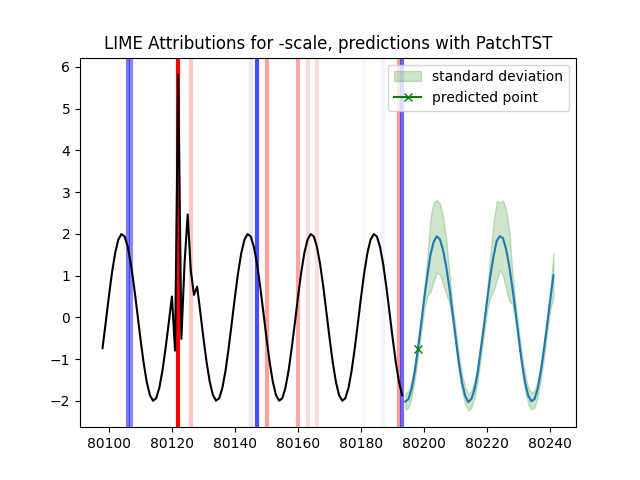 LIME Attributions for -scale, predictions with PatchTST
standard deviation
predicted point
6
5
4
3
2
1
0
−1
−2
80100 80120 80140 80160 80180 80200 80220 80240